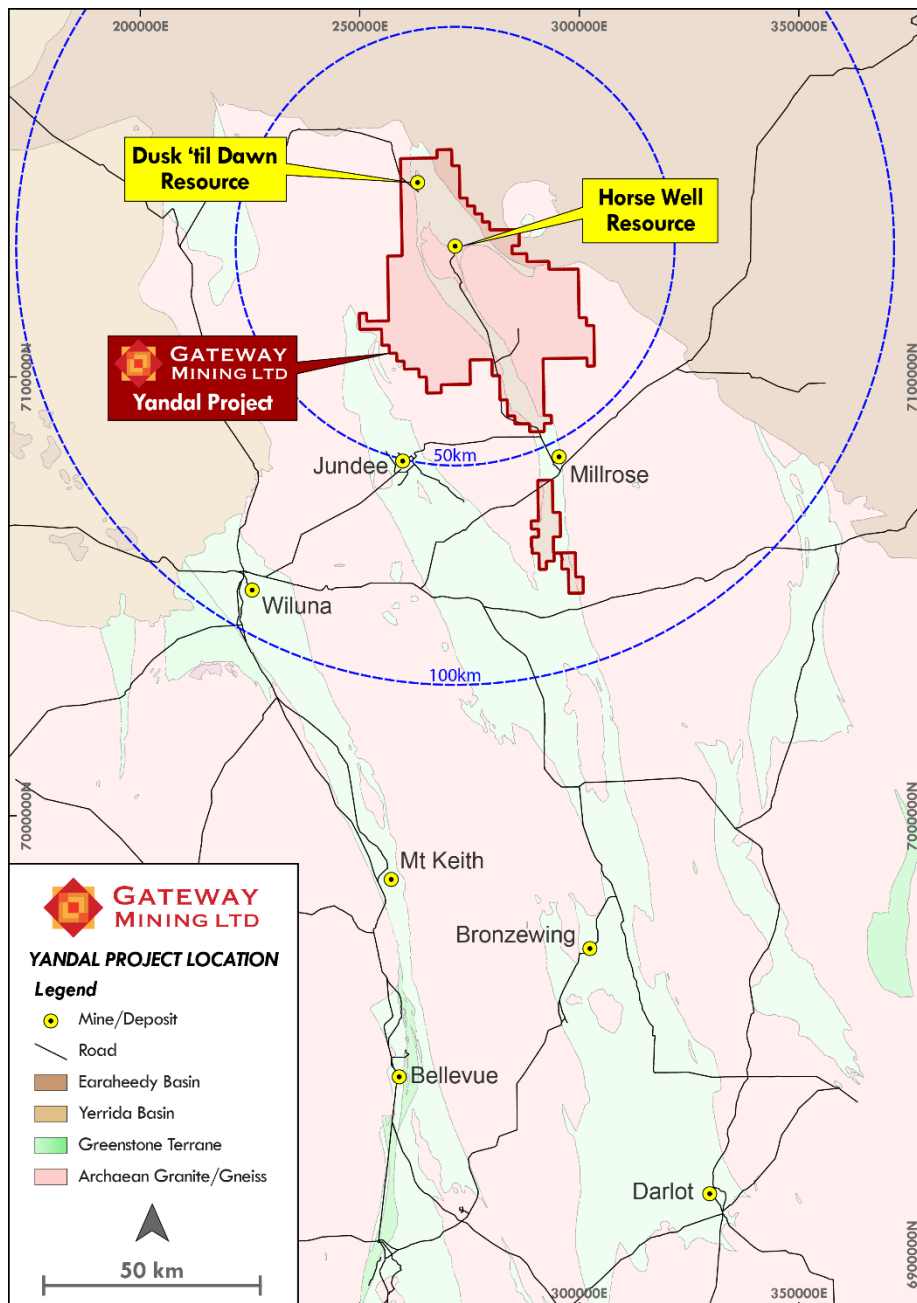 200000E
250000E
300000E
350000E
Dusk ‘til Dawn
Resource
Horse Well
Resource
GATEWAY
MINING LTD
Yandal Project
7100000N
7100000N
50km
Jundee
Millrose
Wiluna
100km
7000000N
7000000N
Mt Keith
Bronzewing
Bellevue
Darlot
GATEWAY
MINING LTD
YANDAL PROJECT LOCATION
Legend
Mine/Deposit
Road
Earaheedy Basin
Yerrida Basin
Greenstone Terrane
Archaean Granite/Gneiss
50 km
6900000N
300000E
350000E